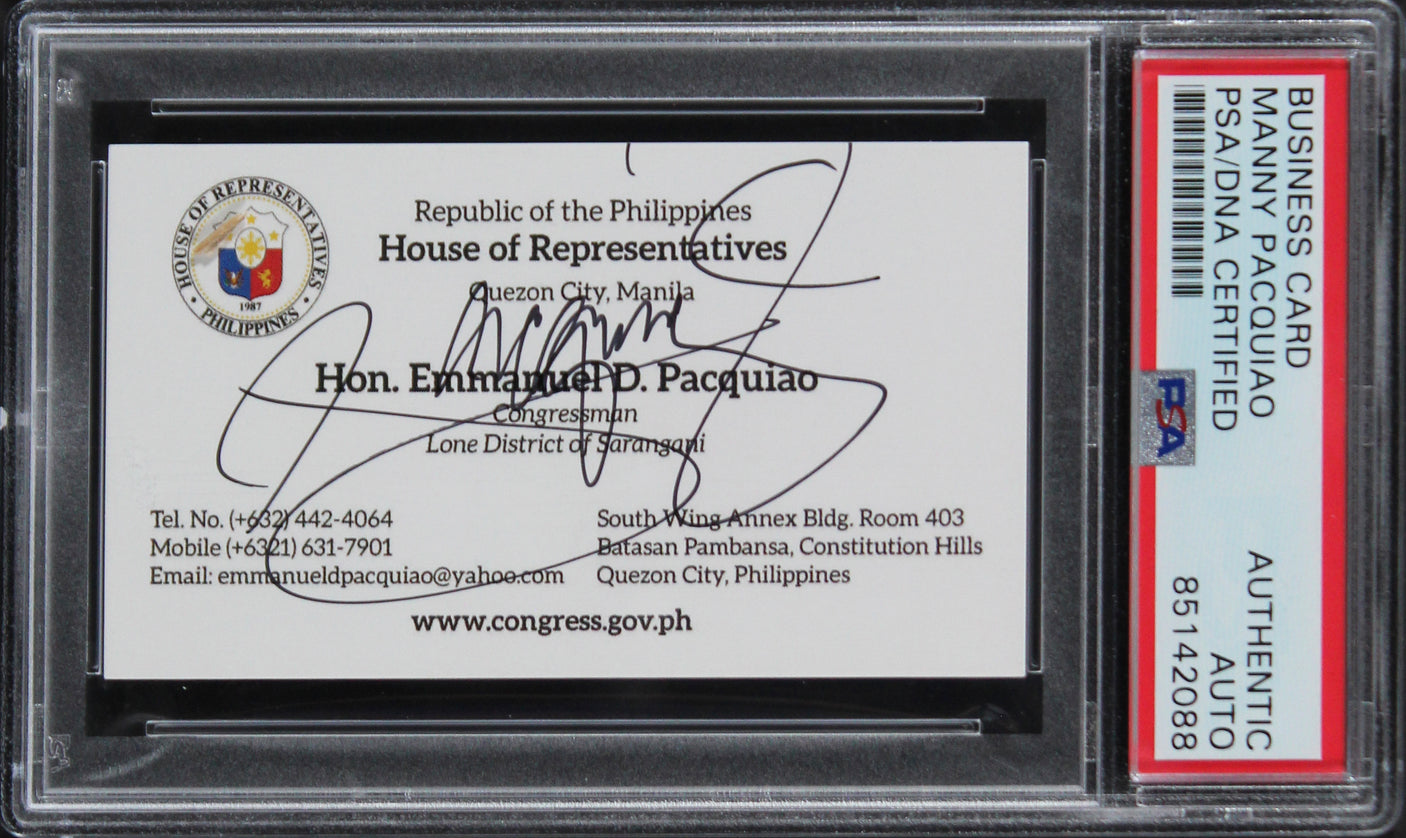 HOUSE OF REPRESENTATIVES
1987
PHILIPPINES
Republic of the Philippines
House of Representatives
Quezon City, Manila
Hon. Emmanuel D. Pacquiao
Congressman
Lone District of Sarangani
Tel. No. (+632) 442-4064
Mobile (+6321) 631-7901
Email: emmanueldpacquiao@yahoo.com
South Wing Annex Bldg. Room 403
Batasan Pambansa, Constitution Hills
Quezon City, Philippines
www.congress.gov.ph
BUSINESS CARD
MANNY PACQUIAO
PSA/DNA CERTIFIED
AUTHENTIC
AUTO
85142088
PSA